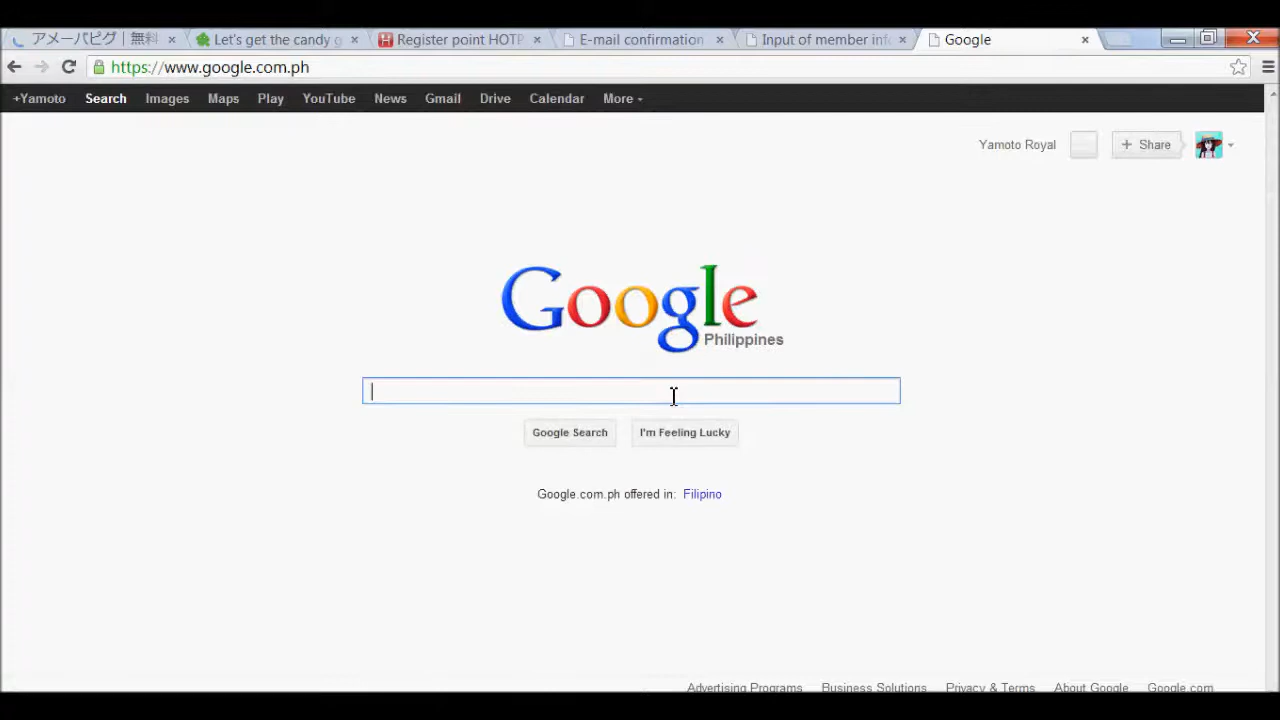 アメーバピグ | 無料
Let's get the candy g
Register point HOTP
E-mail confirmation
Input of member inf
Google
https://www.google.com.ph
+Yamoto Search Images Maps Play YouTube News Gmail Drive Calendar More
Yamoto Royal + Share
Google
Philippines
Google Search I'm Feeling Lucky
Google.com.ph offered in: Filipino
Advertising Programs Business Solutions Privacy & Terms About Google Google.com